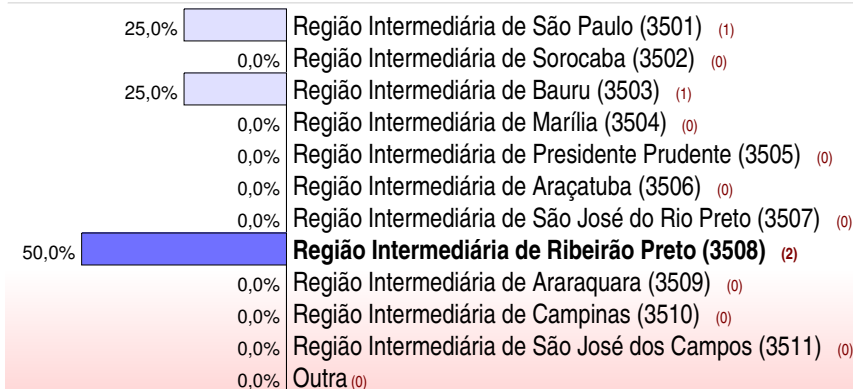 25,0% Região Intermediária de São Paulo (3501) (1)
0,0% Região Intermediária de Sorocaba (3502) (0)
25,0% Região Intermediária de Bauru (3503) (1)
0,0% Região Intermediária de Marília (3504) (0)
0,0% Região Intermediária de Presidente Prudente (3505) (0)
0,0% Região Intermediária de Araçatuba (3506) (0)
0,0% Região Intermediária de São José do Rio Preto (3507) (0)
50,0% Região Intermediária de Ribeirão Preto (3508) (2)
0,0% Região Intermediária de Araraquara (3509) (0)
0,0% Região Intermediária de Campinas (3510) (0)
0,0% Região Intermediária de São José dos Campos (3511) (0)
0,0% Outra (0)